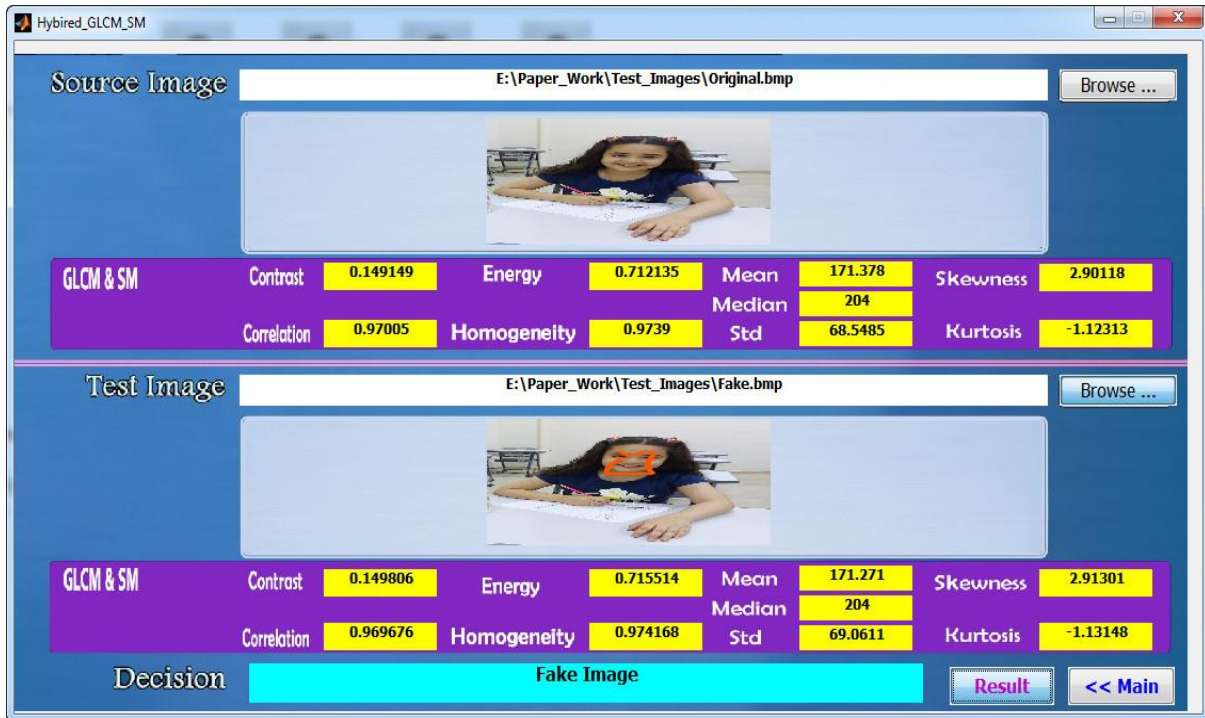 Hybired_GLCM_SM
Source Image E:\Paper_Work\Test_Images\Original.bmp Browse ...
GLCM & SM Contrast 0.149149 Energy 0.712135 Mean 171.378 Skewness 2.90118
Median 204
Correlation 0.97005 Homogeneity 0.9739 Std 68.5485 Kurtosis -1.12313
Test Image E:\Paper_Work\Test_Images\Fake.bmp Browse ...
GLCM & SM Contrast 0.149806 Energy 0.715514 Mean 171.271 Skewness 2.91301
Median 204
Correlation 0.969676 Homogeneity 0.974168 Std 69.0611 Kurtosis -1.13148
Decision Fake Image Result << Main